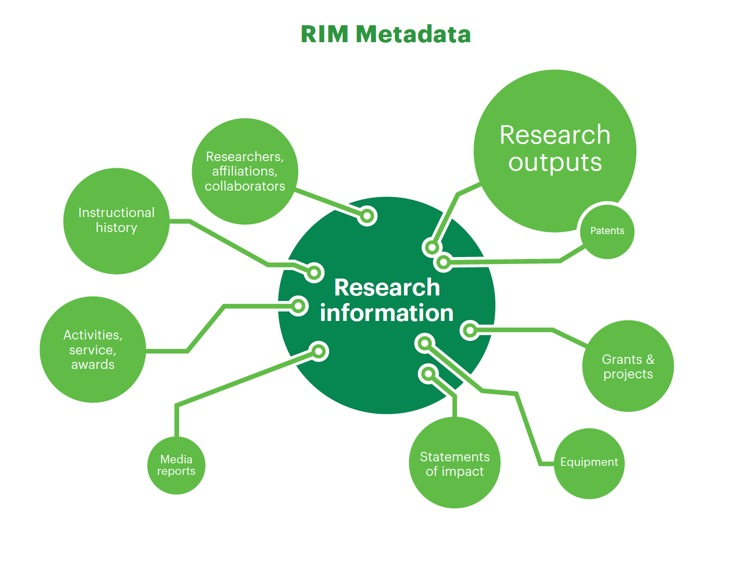 RIM Metadata
Research
outputs
Researchers,
affiliations,
collaborators
Instructional
history
Patents
Research
information
Activities,
service,
awards
Grants &
projects
Media
reports
Statements
of impact
Equipment